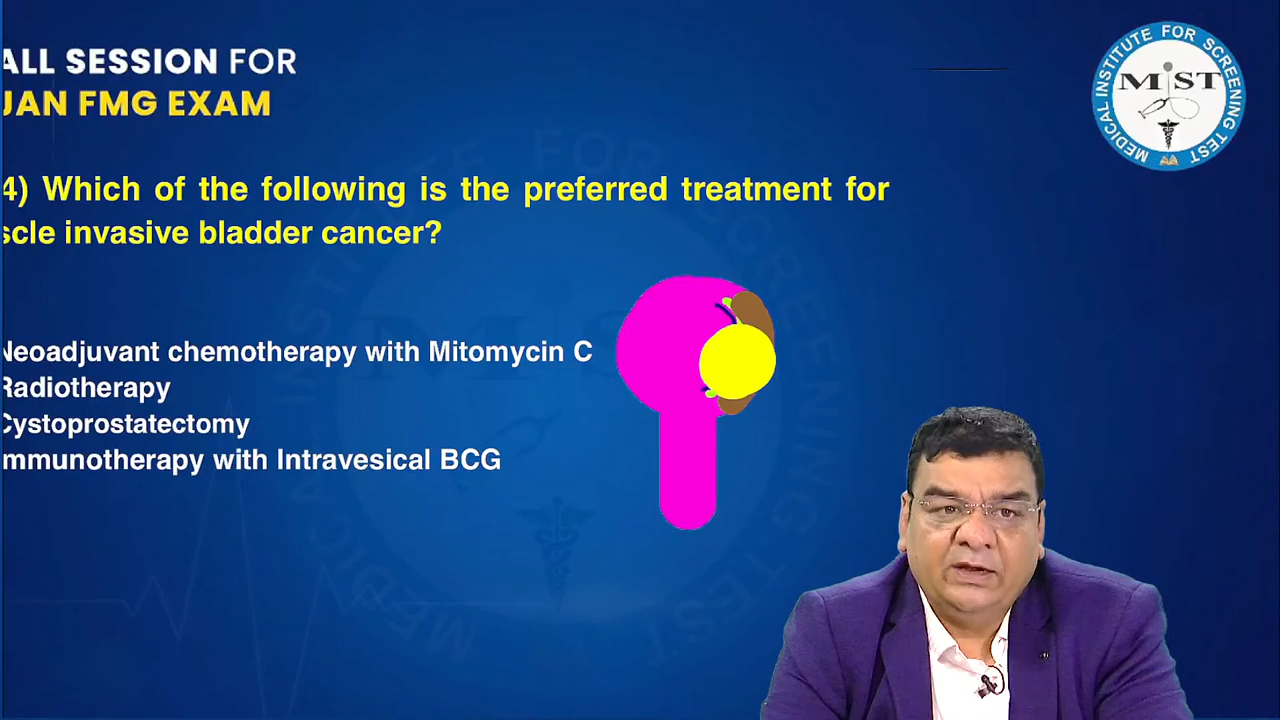 ALL SESSION FOR
JAN FMG EXAM
MEDICAL INSTITUTE FOR SCREENING TEST
MIST
4) Which of the following is the preferred treatment for
scle invasive bladder cancer?
Neoadjuvant chemotherapy with Mitomycin C
Radiotherapy
Cystoprostatectomy
mmunotherapy with Intravesical BCG